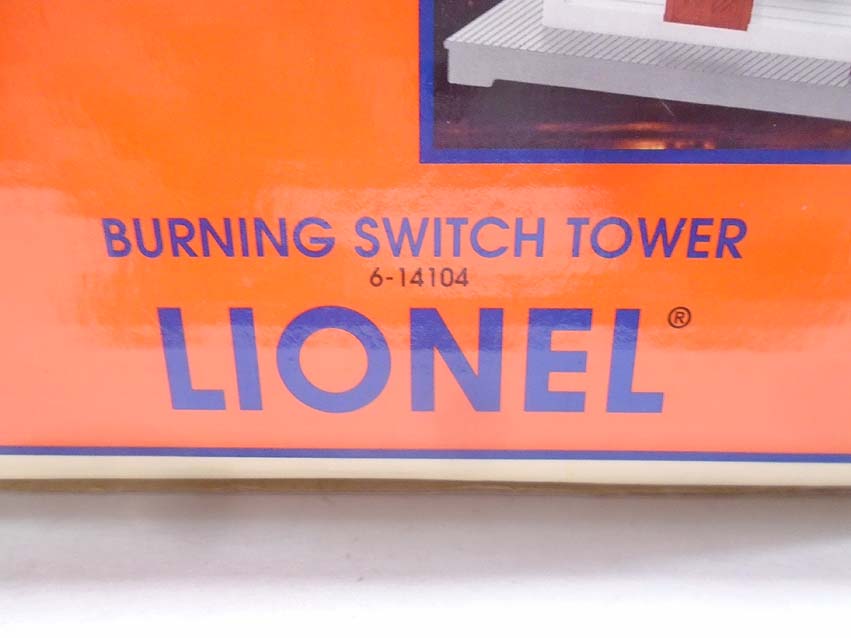 BURNING SWITCH TOWER
6-14104
LIONEL®